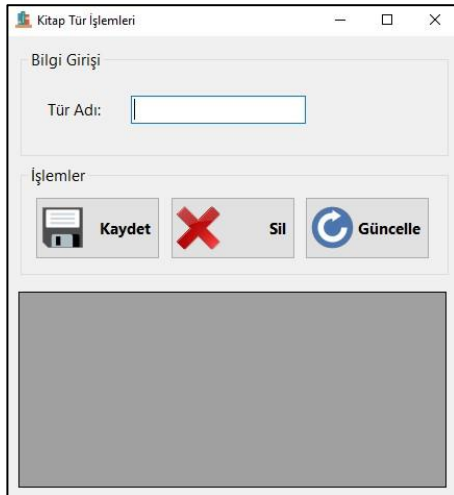 Kitap Tür İşlemleri
Bilgi Girişi
Tür Adı:
İşlemler
Kaydet
Sil
Güncelle